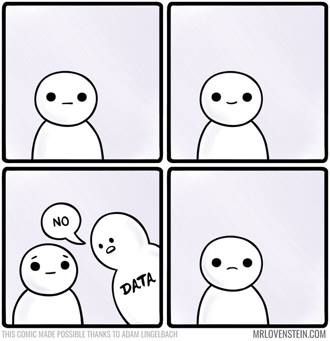 NO
DATA
THIS COMIC MADE POSSIBLE THANKS TO ADAM LINGELBACH
MRLOVENSTEIN.COM